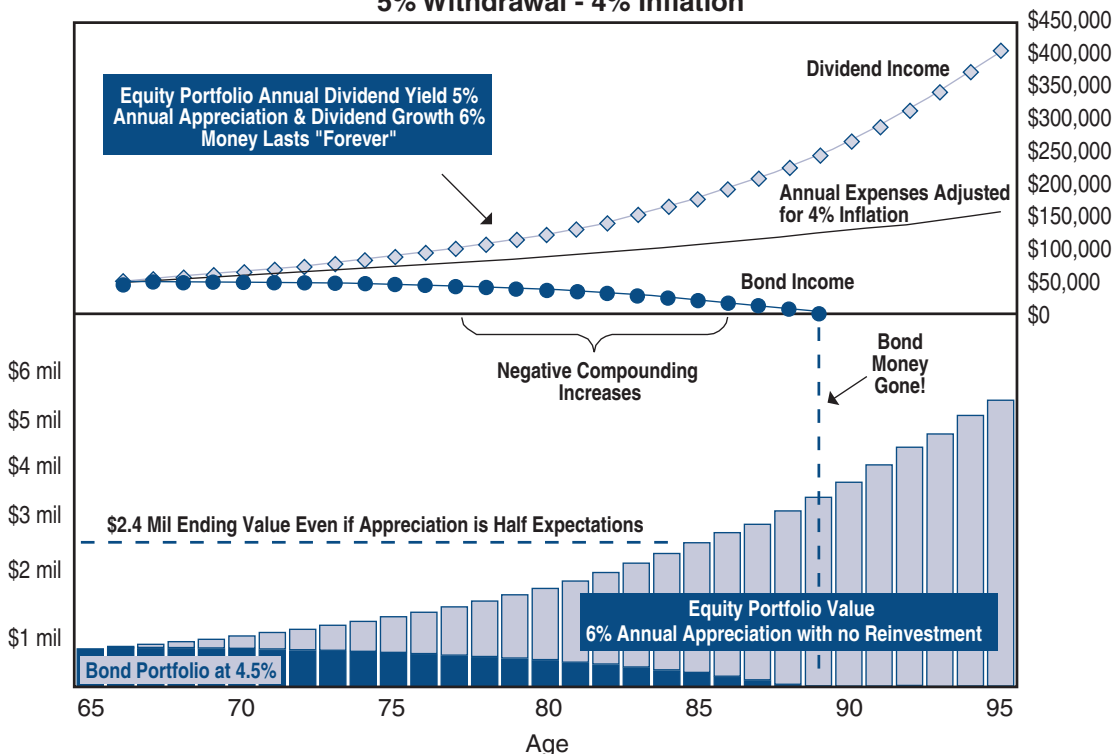 5% Withdrawal - 4% Inflation
$450,000
$400,000
$350,000
$300,000
$250,000
$200,000
$150,000
$100,000
$50,000
$0
Dividend Income
Equity Portfolio Annual Dividend Yield 5%
Annual Appreciation & Dividend Growth 6%
Money Lasts "Forever"
Annual Expenses Adjusted
for 4% Inflation
Bond Income
Negative Compounding
Increases
Bond
Money
Gone!
$6 mil
$5 mil
$4 mil
$3 mil
$2 mil
$1 mil
$2.4 Mil Ending Value Even if Appreciation is Half Expectations
Equity Portfolio Value
6% Annual Appreciation with no Reinvestment
Bond Portfolio at 4.5%
65 70 75 80 85 90 95
Age